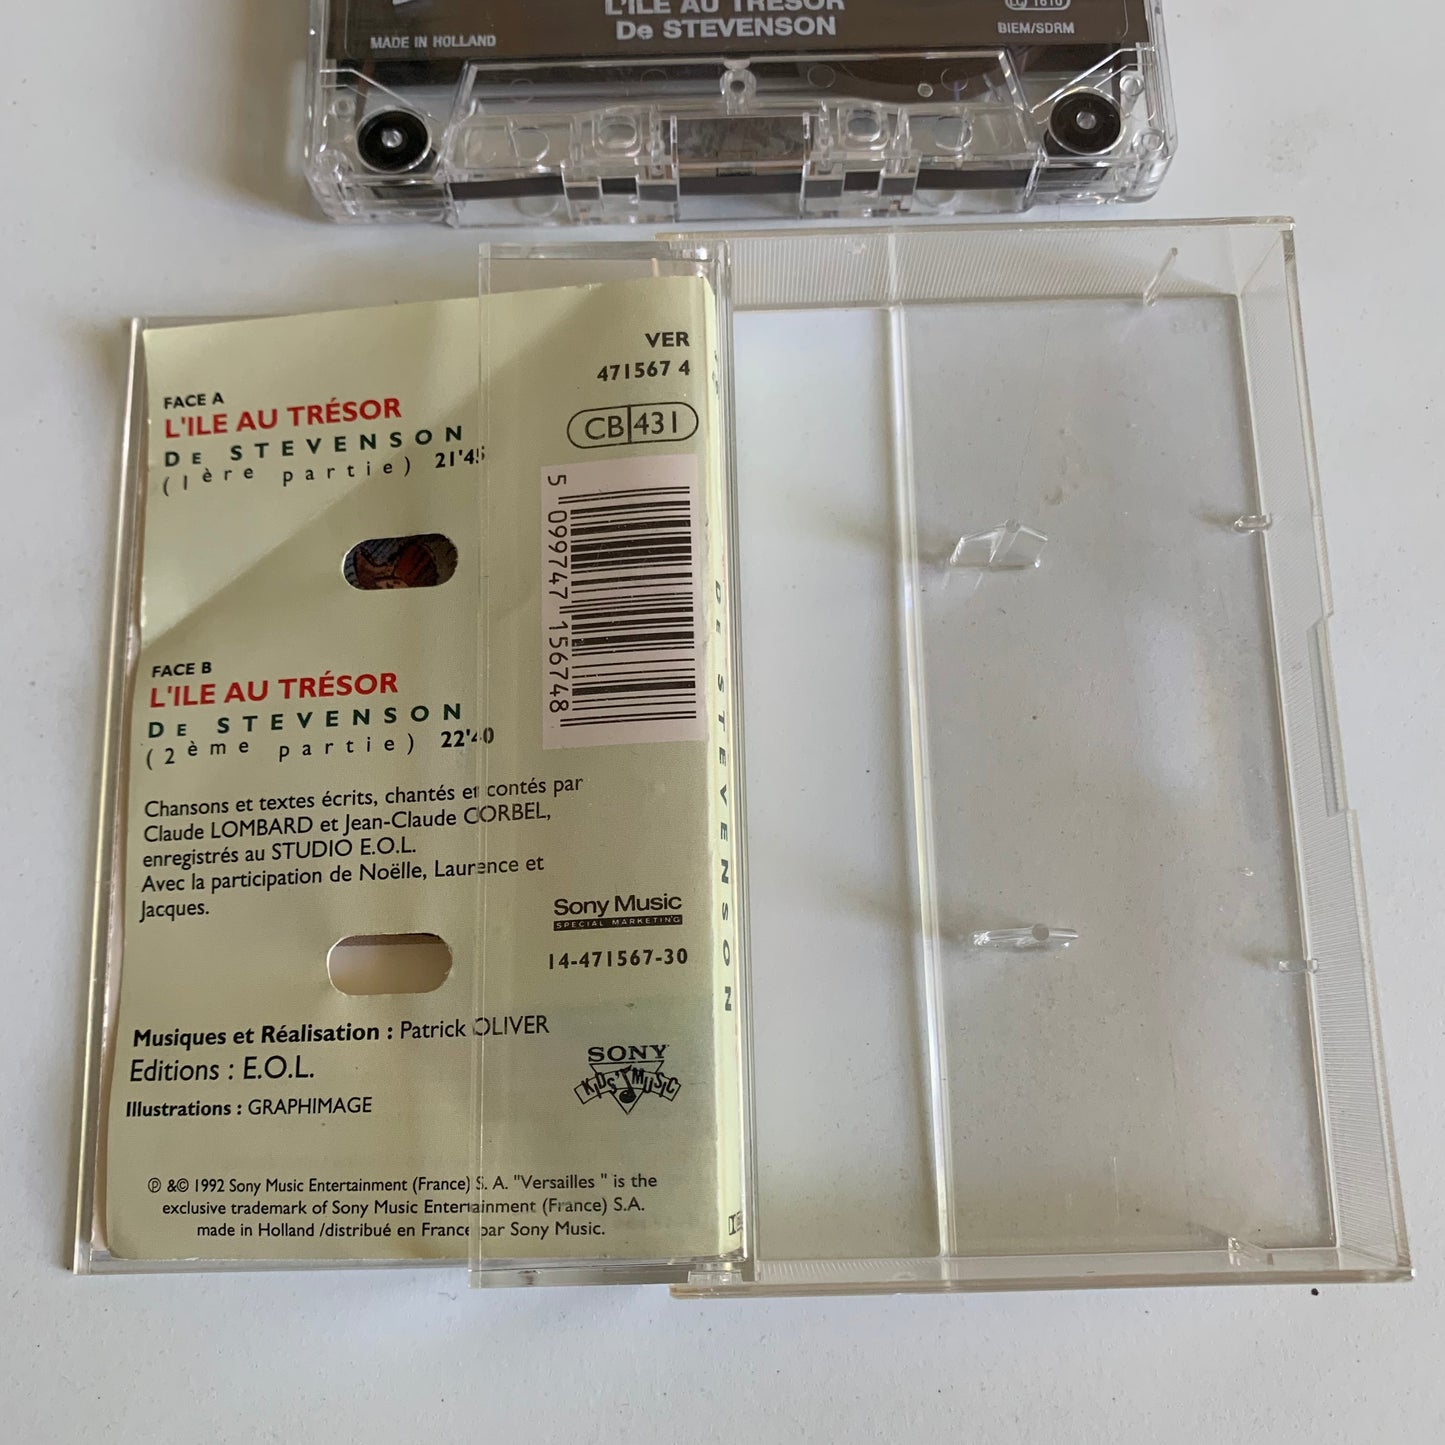 L'ILE AU TRÉSOR
De STEVENSON
MADE IN HOLLAND
LC 1610
BIEM/SDRM
VER
471567 4
CB 431
FACE A
L'ILE AU TRÉSOR
DE STEVENSON
(1ère partie) 21'45
5 099747 156748
FACE B
L'ILE AU TRÉSOR
DE STEVENSON
(2ème partie) 22'40
Chansons et textes écrits, chantés et contés par
Claude LOMBARD et Jean-Claude CORBEL,
enregistrés au STUDIO E.O.L.
Avec la participation de Noëlle, Laurence et
Jacques.
Sony Music
SPECIAL MARKETING
14-471567-30
Musiques et Réalisation : Patrick OLIVER
Editions : E.O.L.
Illustrations : GRAPHIMAGE
SONY
KIDS' MUSIC
℗ &© 1992 Sony Music Entertainment (France) S. A. "Versailles " is the
exclusive trademark of Sony Music Entertainment (France) S.A.
made in Holland /distribué en France par Sony Music.
DE STEVENSON